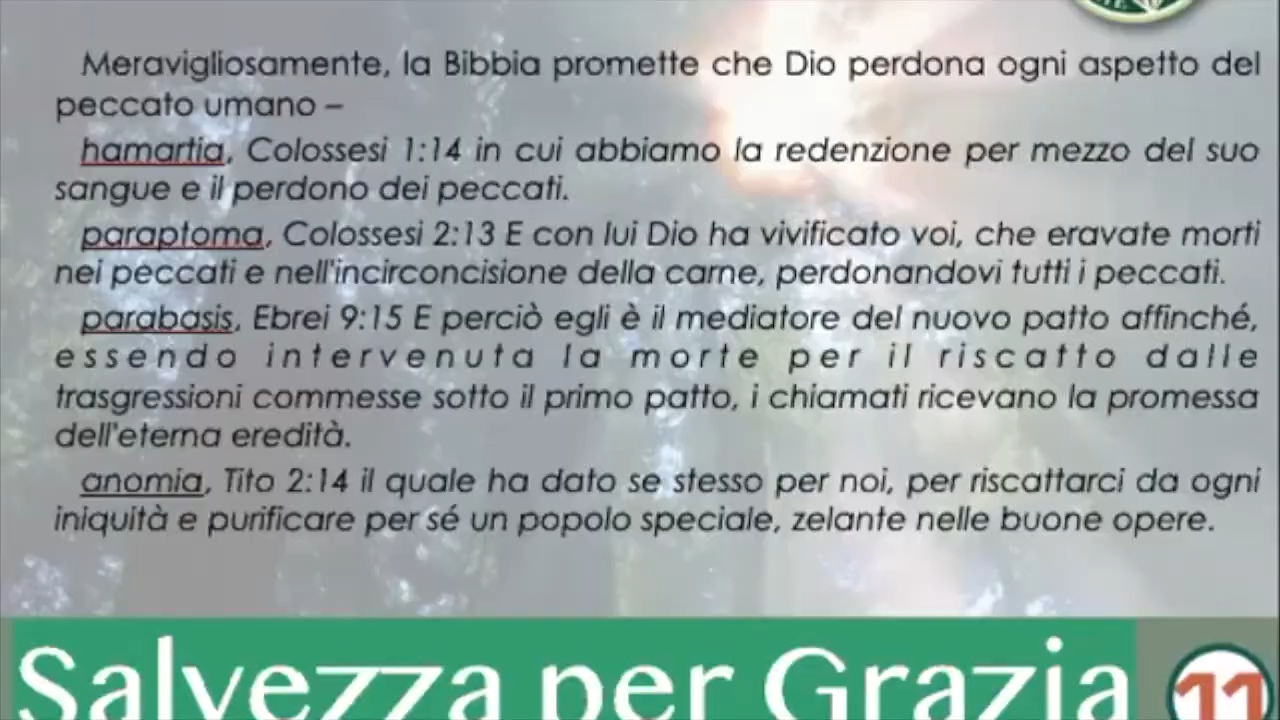 Meravigliosamente, la Bibbia promette che Dio perdona ogni aspetto del
peccato umano –
hamartia, Colossesi 1:14 in cui abbiamo la redenzione per mezzo del suo
sangue e il perdono dei peccati.
paraptoma, Colossesi 2:13 E con lui Dio ha vivificato voi, che eravate morti
nei peccati e nell'incirconcisione della carne, perdonandovi tutti i peccati.
parabasis, Ebrei 9:15 E perciò egli è il mediatore del nuovo patto affinché,
essendo intervenuta la morte per il riscatto dalle
trasgressioni commesse sotto il primo patto, i chiamati ricevano la promessa
dell'eterna eredità.
anomia, Tito 2:14 il quale ha dato se stesso per noi, per riscattarci da ogni
iniquità e purificare per sé un popolo speciale, zelante nelle buone opere.
Salvezza per Grazia 11